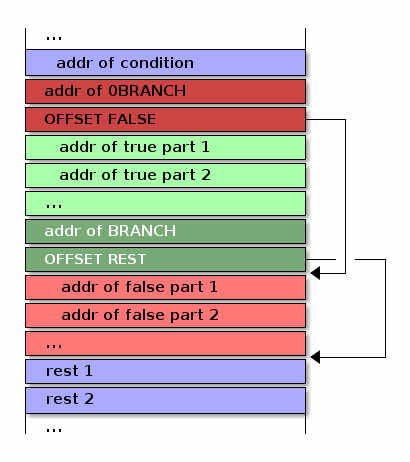 ...
addr of condition
addr of 0BRANCH
OFFSET FALSE
addr of true part 1
addr of true part 2
...
addr of BRANCH
OFFSET REST
addr of false part 1
addr of false part 2
...
rest 1
rest 2
...